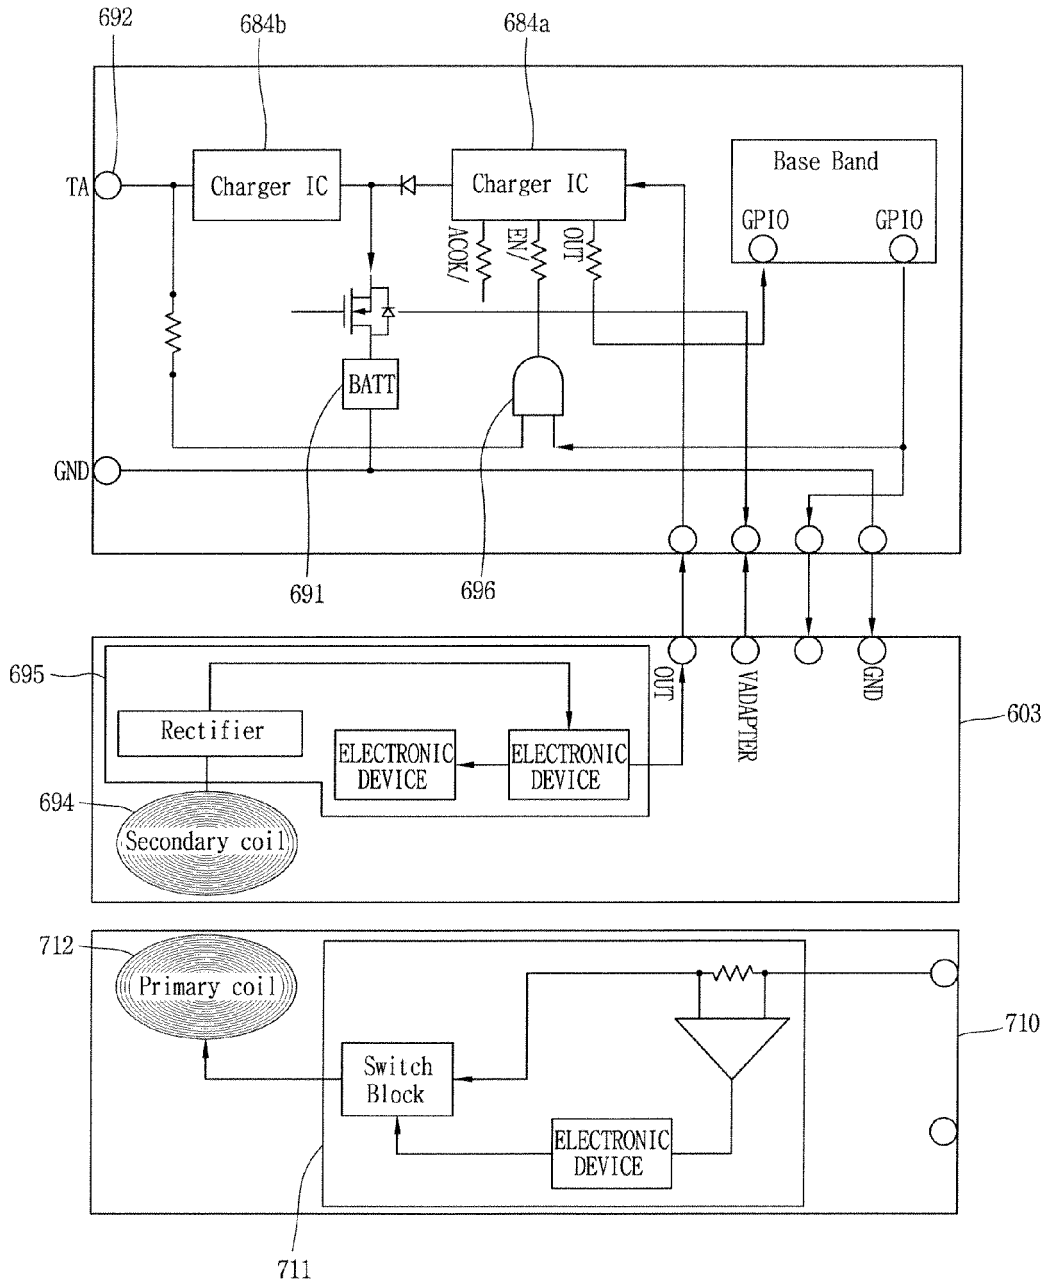 692
684b
684a
TA
Charger IC
Charger IC
Base Band
GPIO
GPIO
ACOK/
EN/
OUT
BATT
GND
691
696
695
OUT
VADAPTER
GND
603
Rectifier
ELECTRONIC
DEVICE
ELECTRONIC
DEVICE
694
Secondary coil
712
Primary coil
710
Switch
Block
ELECTRONIC
DEVICE
711